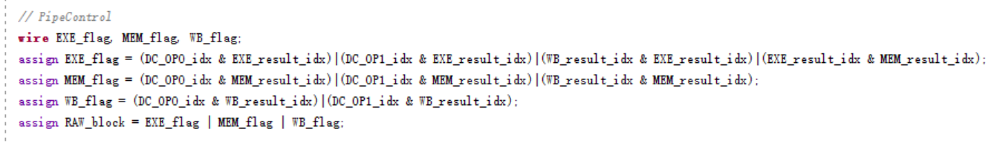 // PipeControl
wire EXE_flag, MEM_flag, WB_flag;
assign EXE_flag = (DC_OP0_idx & EXE_result_idx)|(DC_OP1_idx & EXE_result_idx)|(WB_result_idx & EXE_result_idx)|(EXE_result_idx & MEM_result_idx);
assign MEM_flag = (DC_OP0_idx & MEM_result_idx)|(DC_OP1_idx & MEM_result_idx)|(WB_result_idx & MEM_result_idx);
assign WB_flag = (DC_OP0_idx & WB_result_idx)|(DC_OP1_idx & WB_result_idx);
assign RAW_block = EXE_flag | MEM_flag | WB_flag;